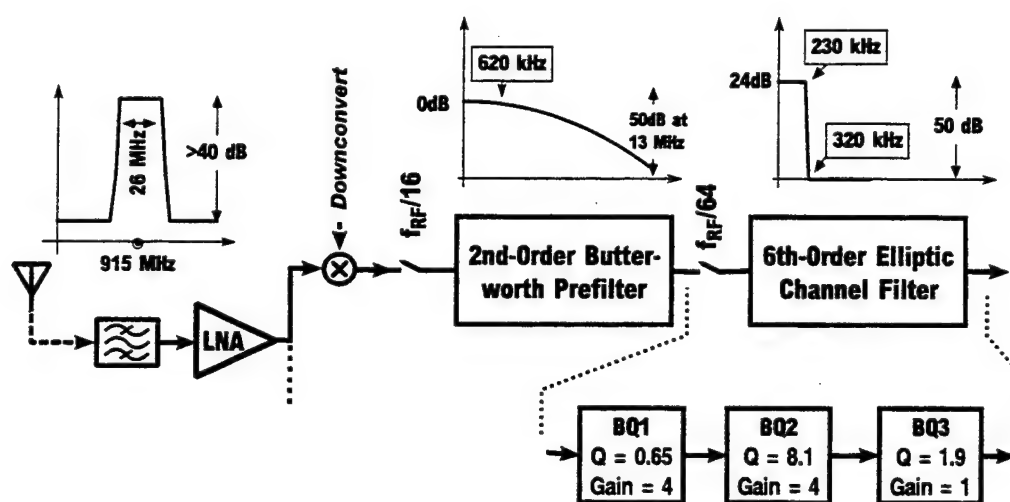 26 MHz
>40 dB
915 MHz
LNA
- Downconvert
fRF/16
0dB
620 kHz
50dB at
13 MHz
2nd-Order Butter-
worth Prefilter
fRF/64
24dB
230 kHz
320 kHz
50 dB
6th-Order Elliptic
Channel Filter
BQ1
Q = 0.65
Gain = 4
BQ2
Q = 8.1
Gain = 4
BQ3
Q = 1.9
Gain = 1